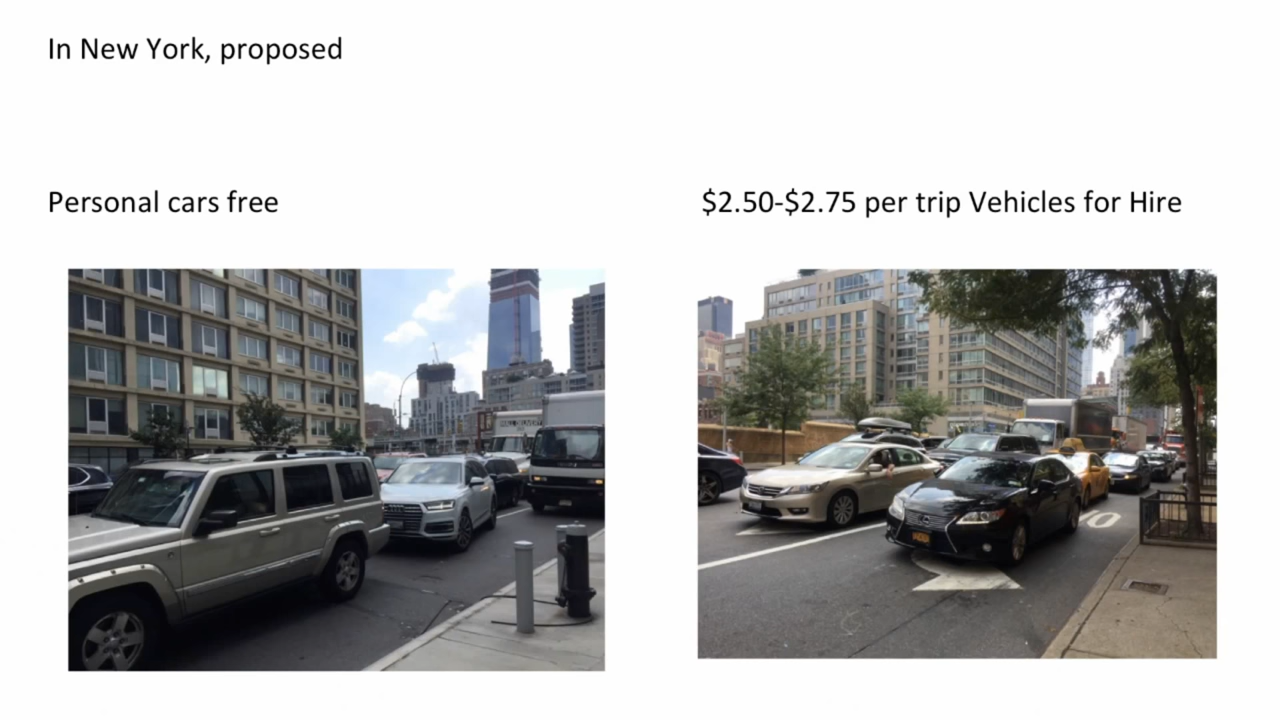 In New York, proposed
Personal cars free
$2.50-$2.75 per trip Vehicles for Hire